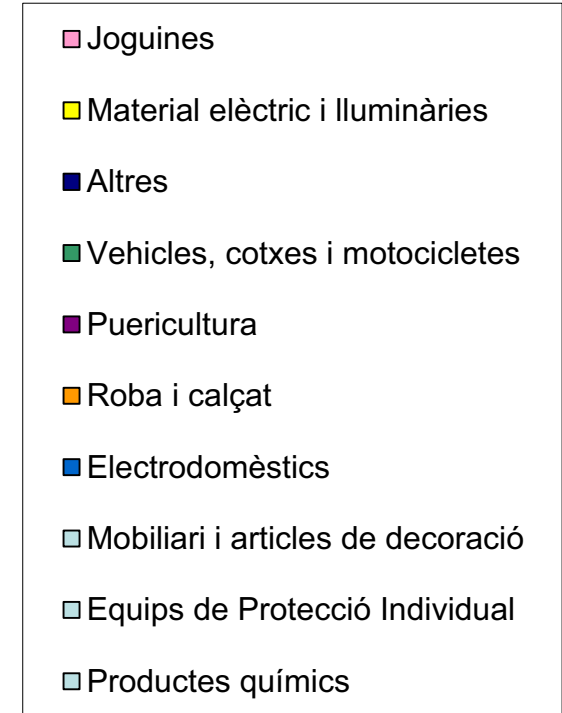 Joguines
Material elèctric i lluminàries
Altres
Vehicles, cotxes i motocicletes
Puericultura
Roba i calçat
Electrodomèstics
Mobiliari i articles de decoració
Equips de Protecció Individual
Productes químics